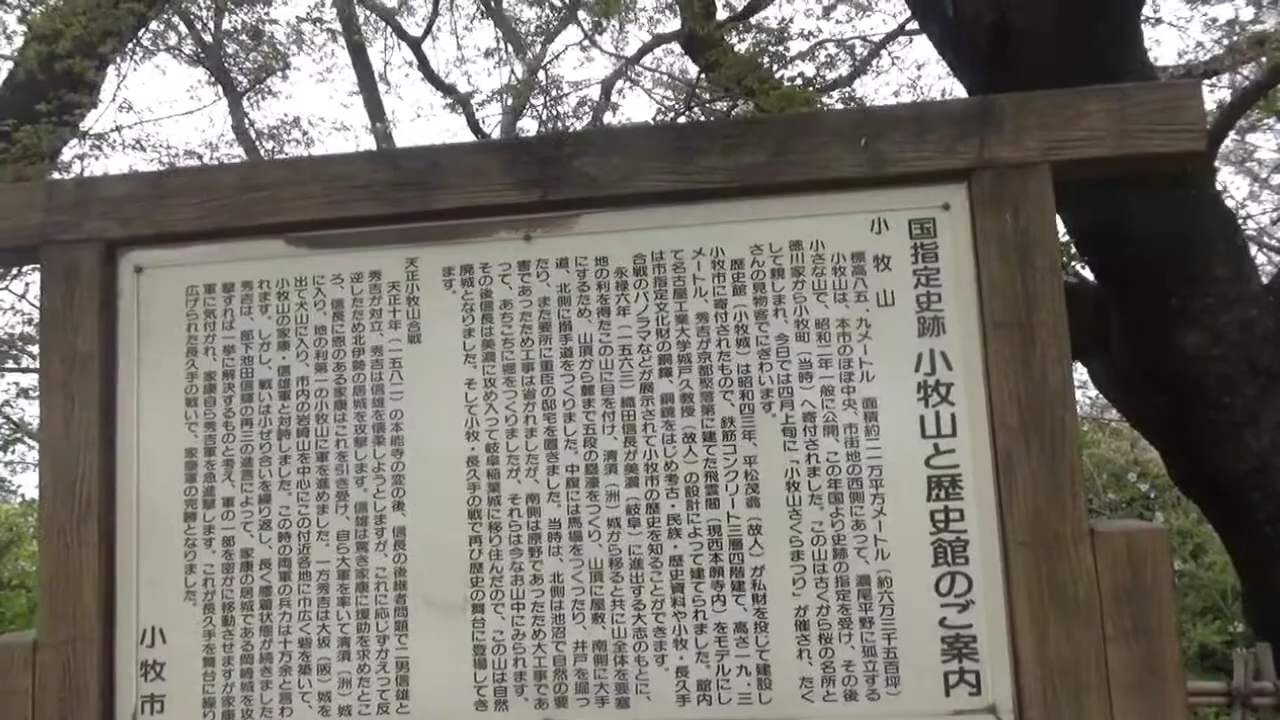 国指定史跡 小牧山と歴史館のご案内
小牧山
標高八五・九メートル 面積約二一万平方メートル（約六万三千五百坪）
小牧山は、本市のほぼ中央、市街地の西側にあって、濃尾平野に孤立する
小さな山で、昭和二年一般に公開、この年国より史跡の指定を受け、その後
徳川家から小牧町（当時）へ寄付されました。この山は古くから桜の名所と
して親しまれ、今日では四月上旬に「小牧山さくらまつり」が催され、たく
さんの見物客でにぎわいます。
歴史館（小牧城）は昭和四三年、平松茂翁（故人）が私財を投じて建設し
小牧市に寄付されたもので、鉄筋コンクリート三層四階建て、高さ一九・三
メートル、秀吉が京都聚落第に建てた飛雲閣（現西本願寺内）をモデルにし
て名古屋工業大学城戸久教授（故人）の設計によって建てられました。館内
は市指定文化財の銅鐸、銅鏡をはじめ考古・民族・歴史資料や小牧・長久手
合戦のパノラマなどが展示されて小牧市の歴史を知ることができます。
永禄六年（一五六三）織田信長が美濃（岐阜）に進出する大志のもとに、
地の利を得たこの山に目を付け、清須（洲）城から移ると共に山全体を要塞
にするため、山頂から麓まで五段の塁濠をつくり、山頂に屋敷、南側に大手
道、北側に搦手道をつくりました。中腹には馬場をつくったり、井戸を掘っ
たり、また要所に重臣の邸宅を置きました。当時は、北側は池沼で自然の要
害であったため工事は省かれましたが、南側は原野であったため大工事であ
って、あちこちに堀をつくりましたが、それらは今なお山中にみられます。
その後信長は美濃に攻め入って岐阜稲葉城に移り住んだので、この山は自然
廃城となりました。そして小牧・長久手の戦で再び歴史の舞台に登場してき
ます。
天正小牧山合戦
天正十年（一五八二）の本能寺の変の後、信長の後継者問題で二男信雄と
秀吉が対立、秀吉は信雄を懐柔しようとしますが、これに応じずかえって反
逆したため北伊勢の居城を攻撃します。信雄は驚き家康に援助を求めたとこ
ろ、信長に恩のある家康はこれを引き受け、自ら大軍を率いて清須（洲）城
に入り、地の利第一の小牧山に軍を進めました。一方秀吉は大坂（阪）城を
出て犬山に入り、市内の岩崎山を中心にこの付近各地に巾広く砦を築いて、
小牧山の家康・信雄軍と対誇しました。この時の両軍の兵力は十万余と言わ
れます。しかし、戦いは小ぜり合いを繰り返し、長く膠着状態が続きました
秀吉は、部下池田信輝の再三の進言によって、家康の居城である岡崎城を攻
撃すれば一挙に解決するものと考え、軍の一部を密かに移動させますが家康
軍に気付かれ、家康自ら秀吉軍を急進撃します。これが長久手を舞台に繰り
広げられた長久手の戦いで、家康軍の完勝となりました。
小牧市